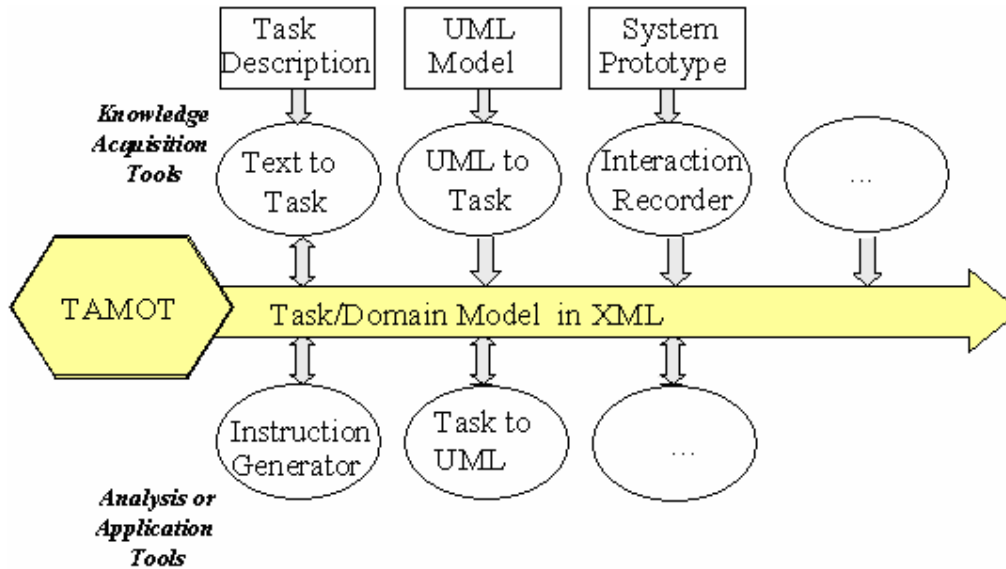 Task
Description
UML
Model
System
Prototype
Knowledge
Acquisition
Tools
Text to
Task
UML to
Task
Interaction
Recorder
...
TAMOT
Task/Domain Model in XML
Instruction
Generator
Task to
UML
...
Analysis or
Application
Tools